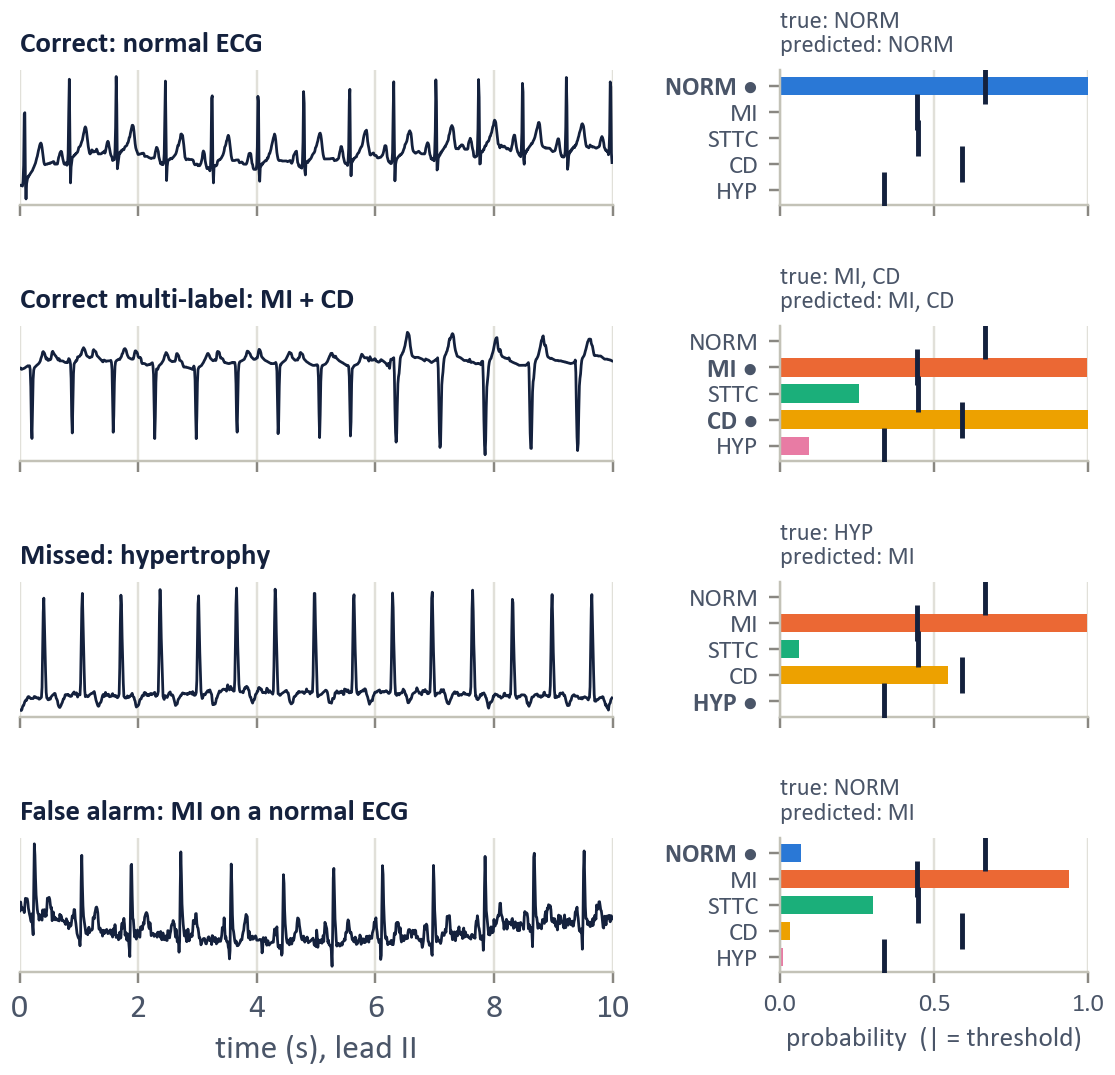 true: NORM
predicted: NORM
Correct: normal ECG
NORM ●
MI
STTC
CD
HYP
true: MI, CD
predicted: MI, CD
Correct multi-label: MI + CD
NORM
MI ●
STTC
CD ●
HYP
true: HYP
predicted: MI
Missed: hypertrophy
NORM
MI
STTC
CD
HYP ●
true: NORM
predicted: MI
False alarm: MI on a normal ECG
NORM ●
MI
STTC
CD
HYP
0 2 4 6 8 10
time (s), lead II
0.0 0.5 1.0
probability (| = threshold)